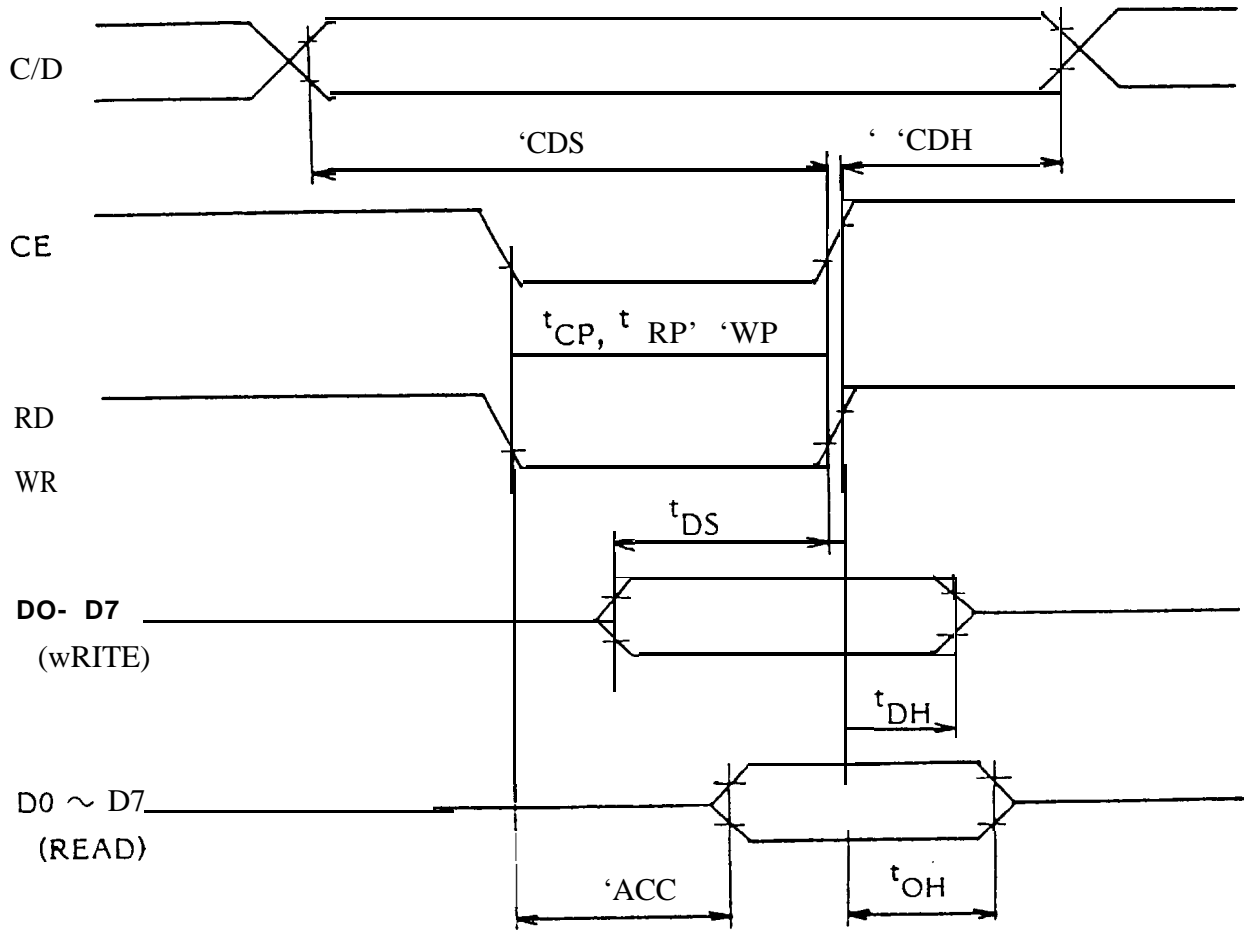 C/D
‘CDS
‘ ‘CDH
CE
tCP, t RP’ ‘WP
RD
WR
tDS
DO- D7
(wRITE)
tDH
D0 ～ D7
(READ)
‘ACC
tOH